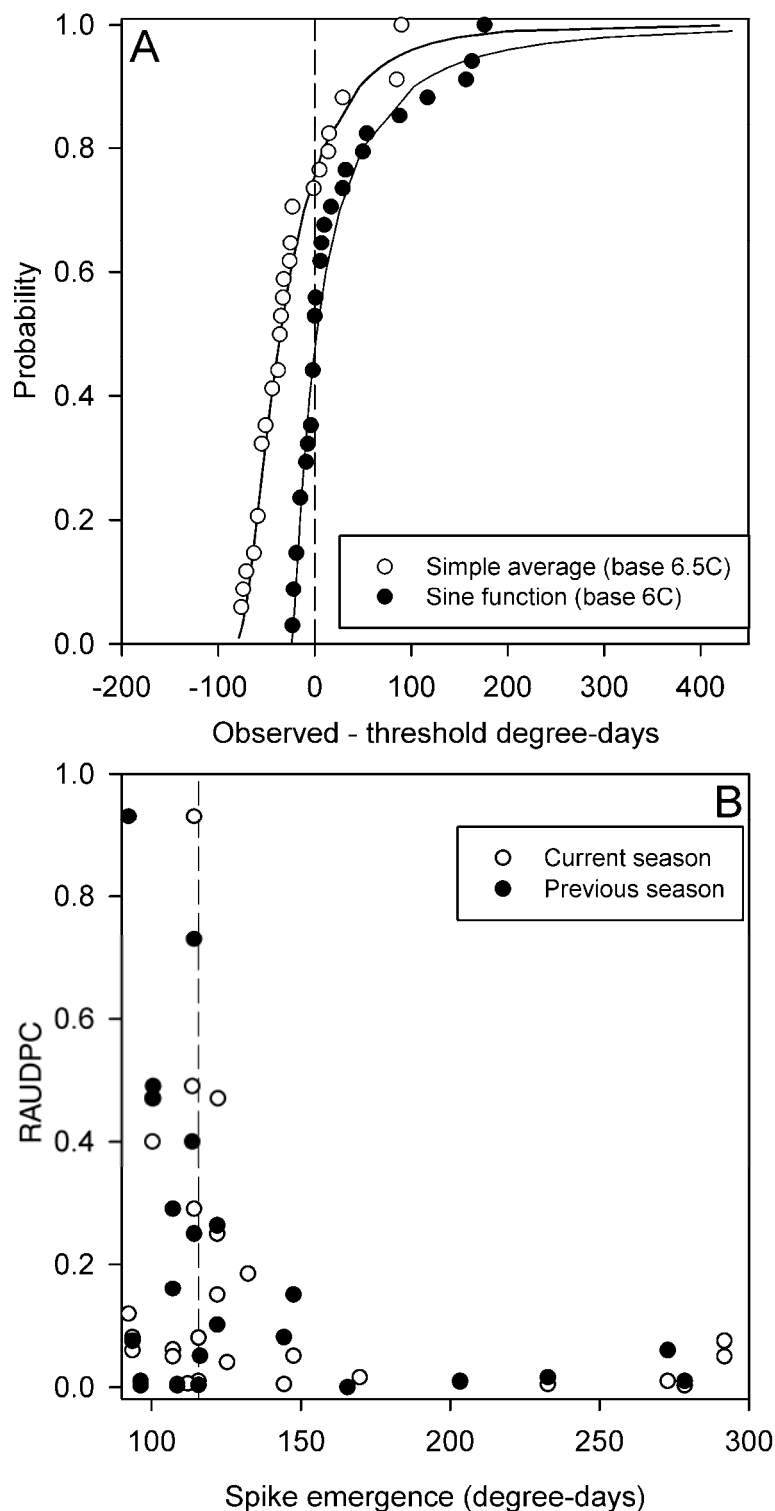 A
1.0
0.8
0.6
0.4
0.2
0.0
Probability
Simple average (base 6.5C)
Sine function (base 6C)
-200 -100 0 100 200 300 400
Observed - threshold degree-days
B
1.0
0.8
0.6
0.4
0.2
0.0
RAUDPC
Current season
Previous season
100 150 200 250 300
Spike emergence (degree-days)